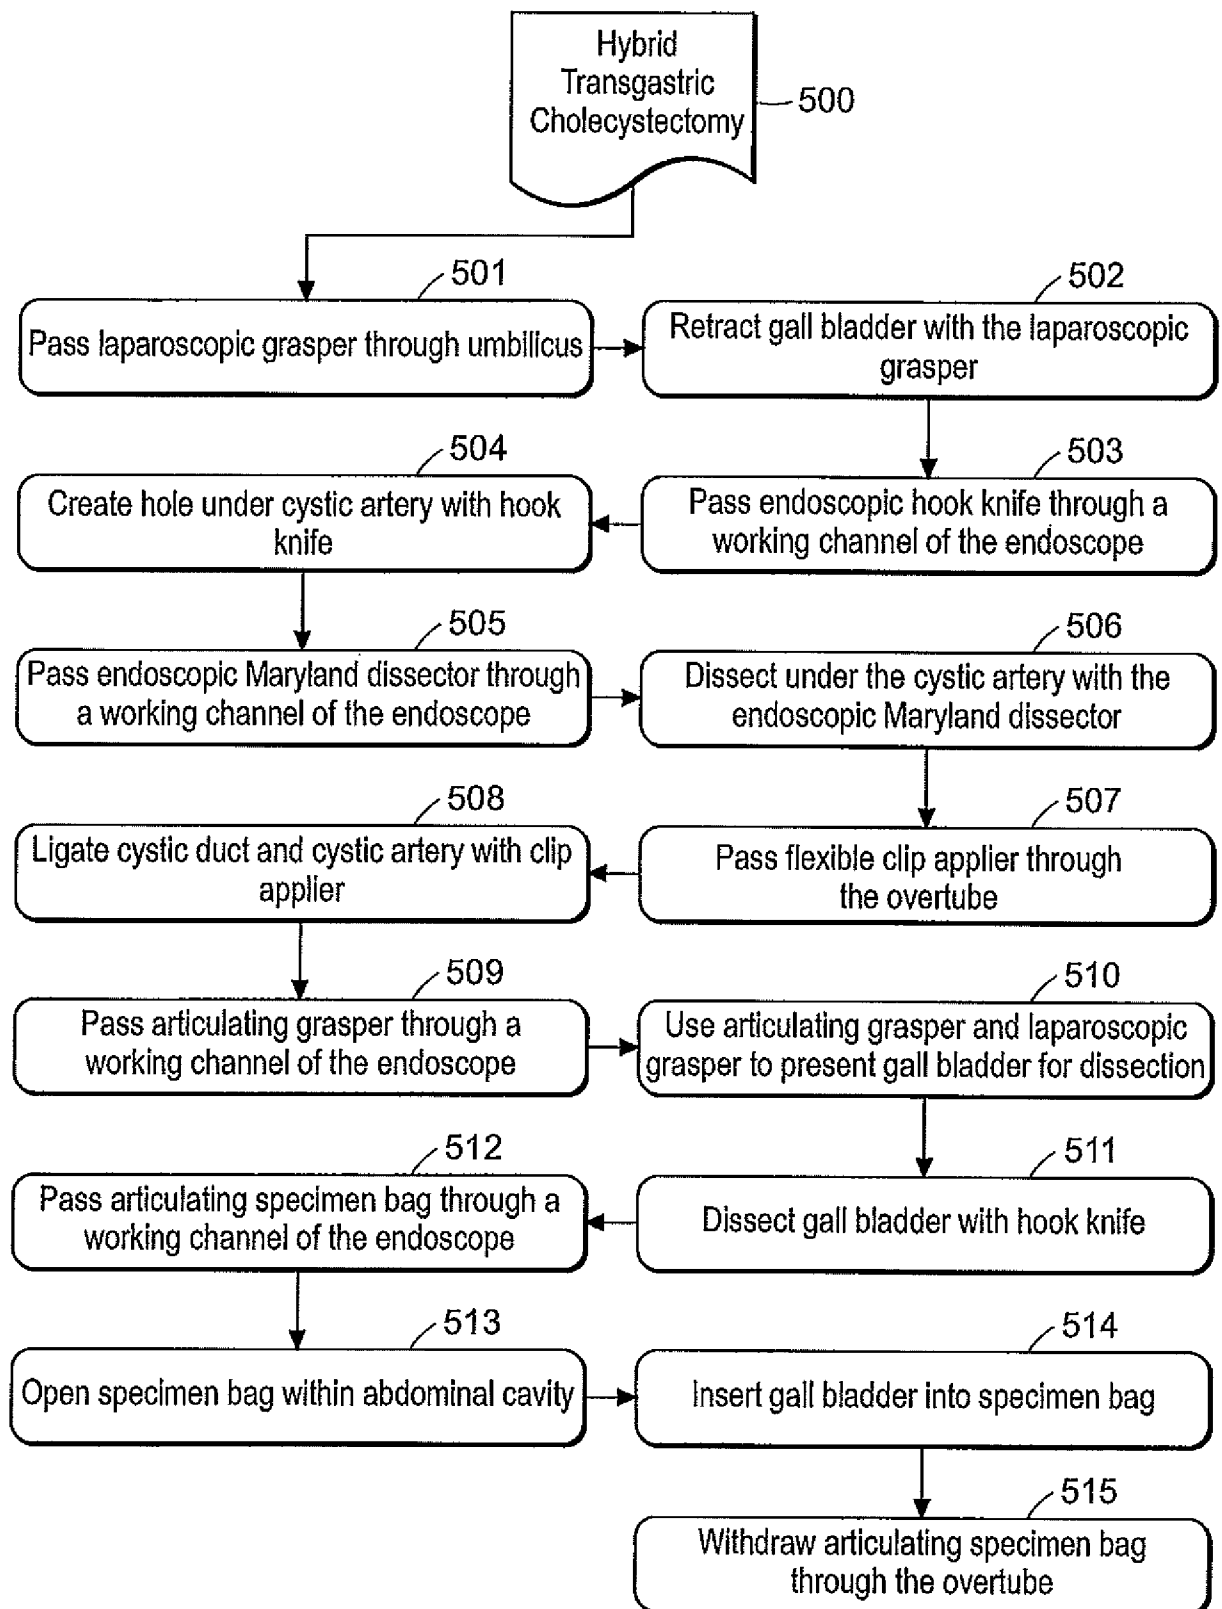 Hybrid
Transgastric
Cholecystectomy
500
501
Pass laparoscopic grasper through umbilicus
502
Retract gall bladder with the laparoscopic
grasper
503
Pass endoscopic hook knife through a
working channel of the endoscope
504
Create hole under cystic artery with hook
knife
505
Pass endoscopic Maryland dissector through
a working channel of the endoscope
506
Dissect under the cystic artery with the
endoscopic Maryland dissector
507
Pass flexible clip applier through
the overtube
508
Ligate cystic duct and cystic artery with clip
applier
509
Pass articulating grasper through a
working channel of the endoscope
510
Use articulating grasper and laparoscopic
grasper to present gall bladder for dissection
511
Dissect gall bladder with hook knife
512
Pass articulating specimen bag through a
working channel of the endoscope
513
Open specimen bag within abdominal cavity
514
Insert gall bladder into specimen bag
515
Withdraw articulating specimen bag
through the overtube